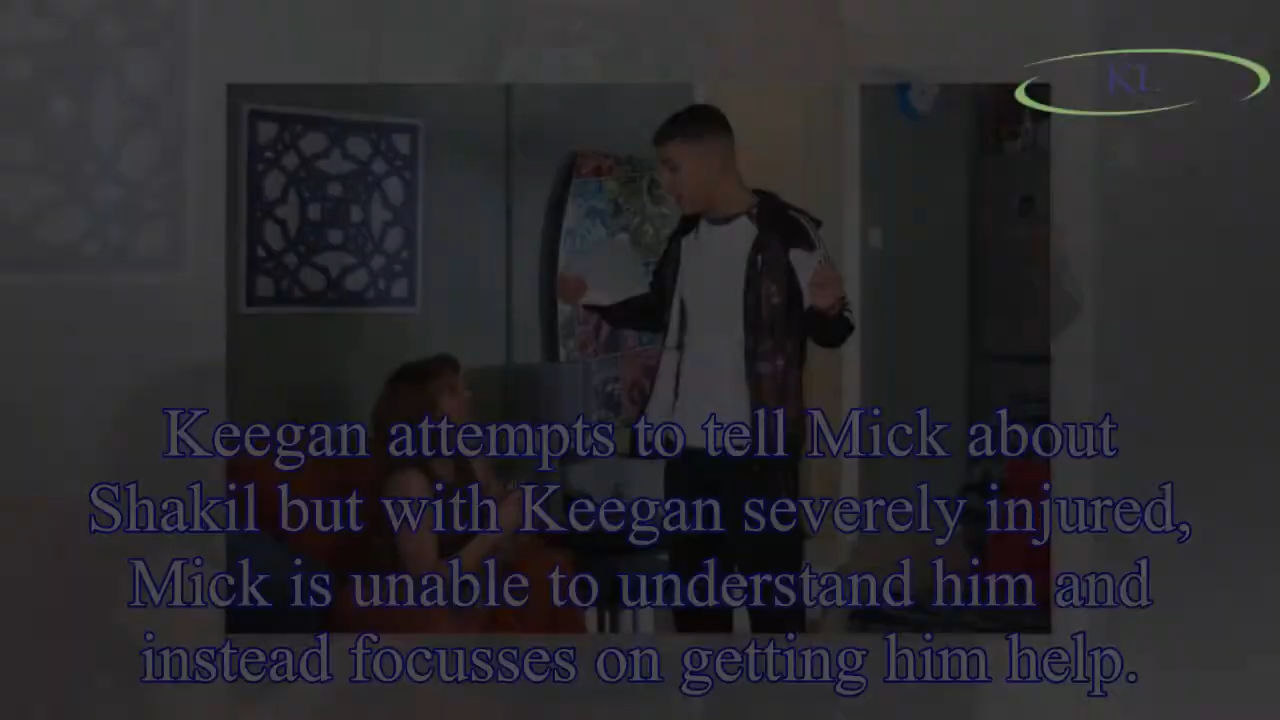 KL
Keegan attempts to tell Mick about
Shakil but with Keegan severely injured,
Mick is unable to understand him and
instead focusses on getting him help.